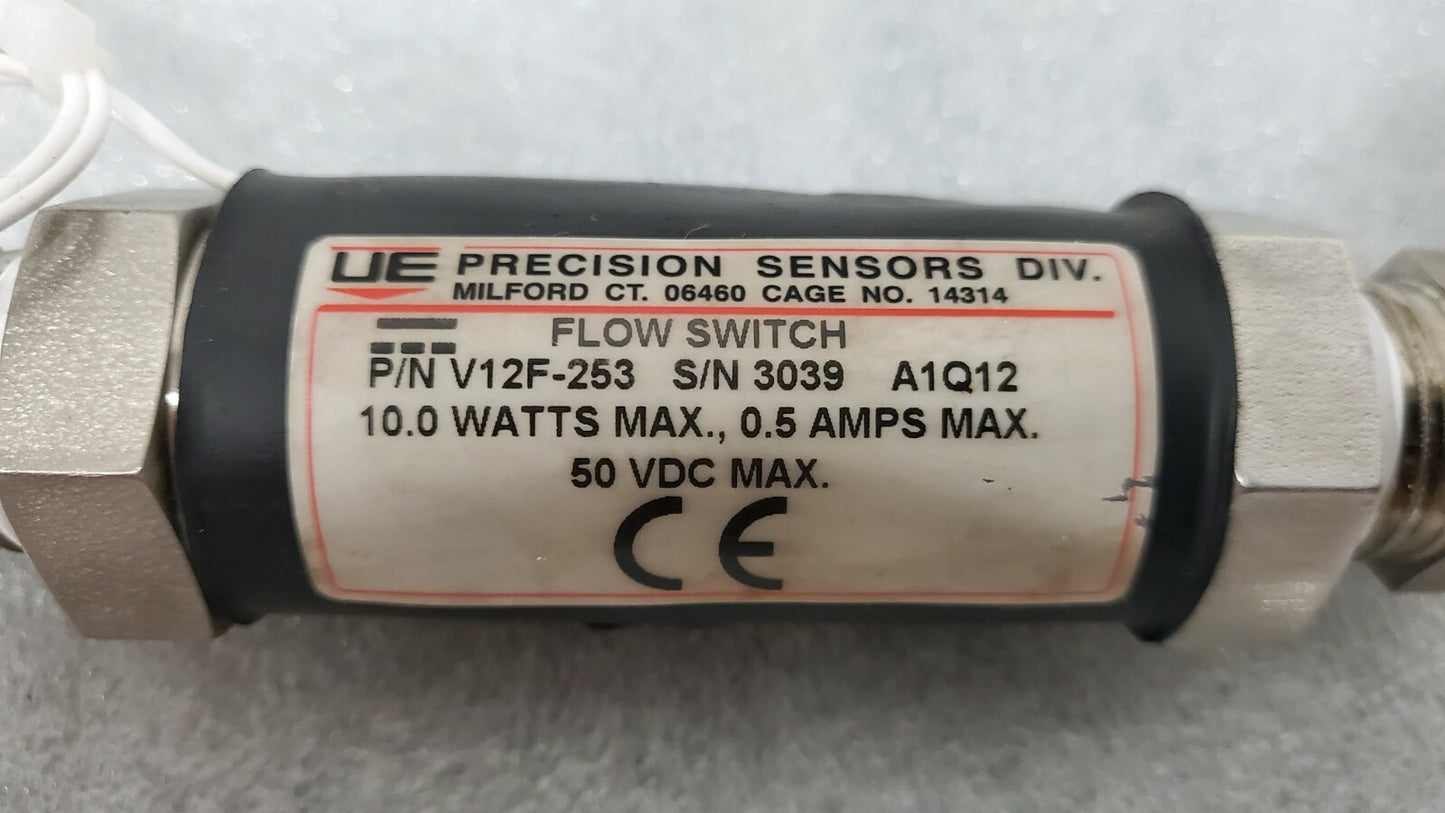 UE PRECISION SENSORS DIV.
MILFORD CT. 06460 CAGE NO. 14314
FLOW SWITCH
P/N V12F-253 S/N 3039 A1Q12
10.0 WATTS MAX., 0.5 AMPS MAX.
50 VDC MAX.
CE